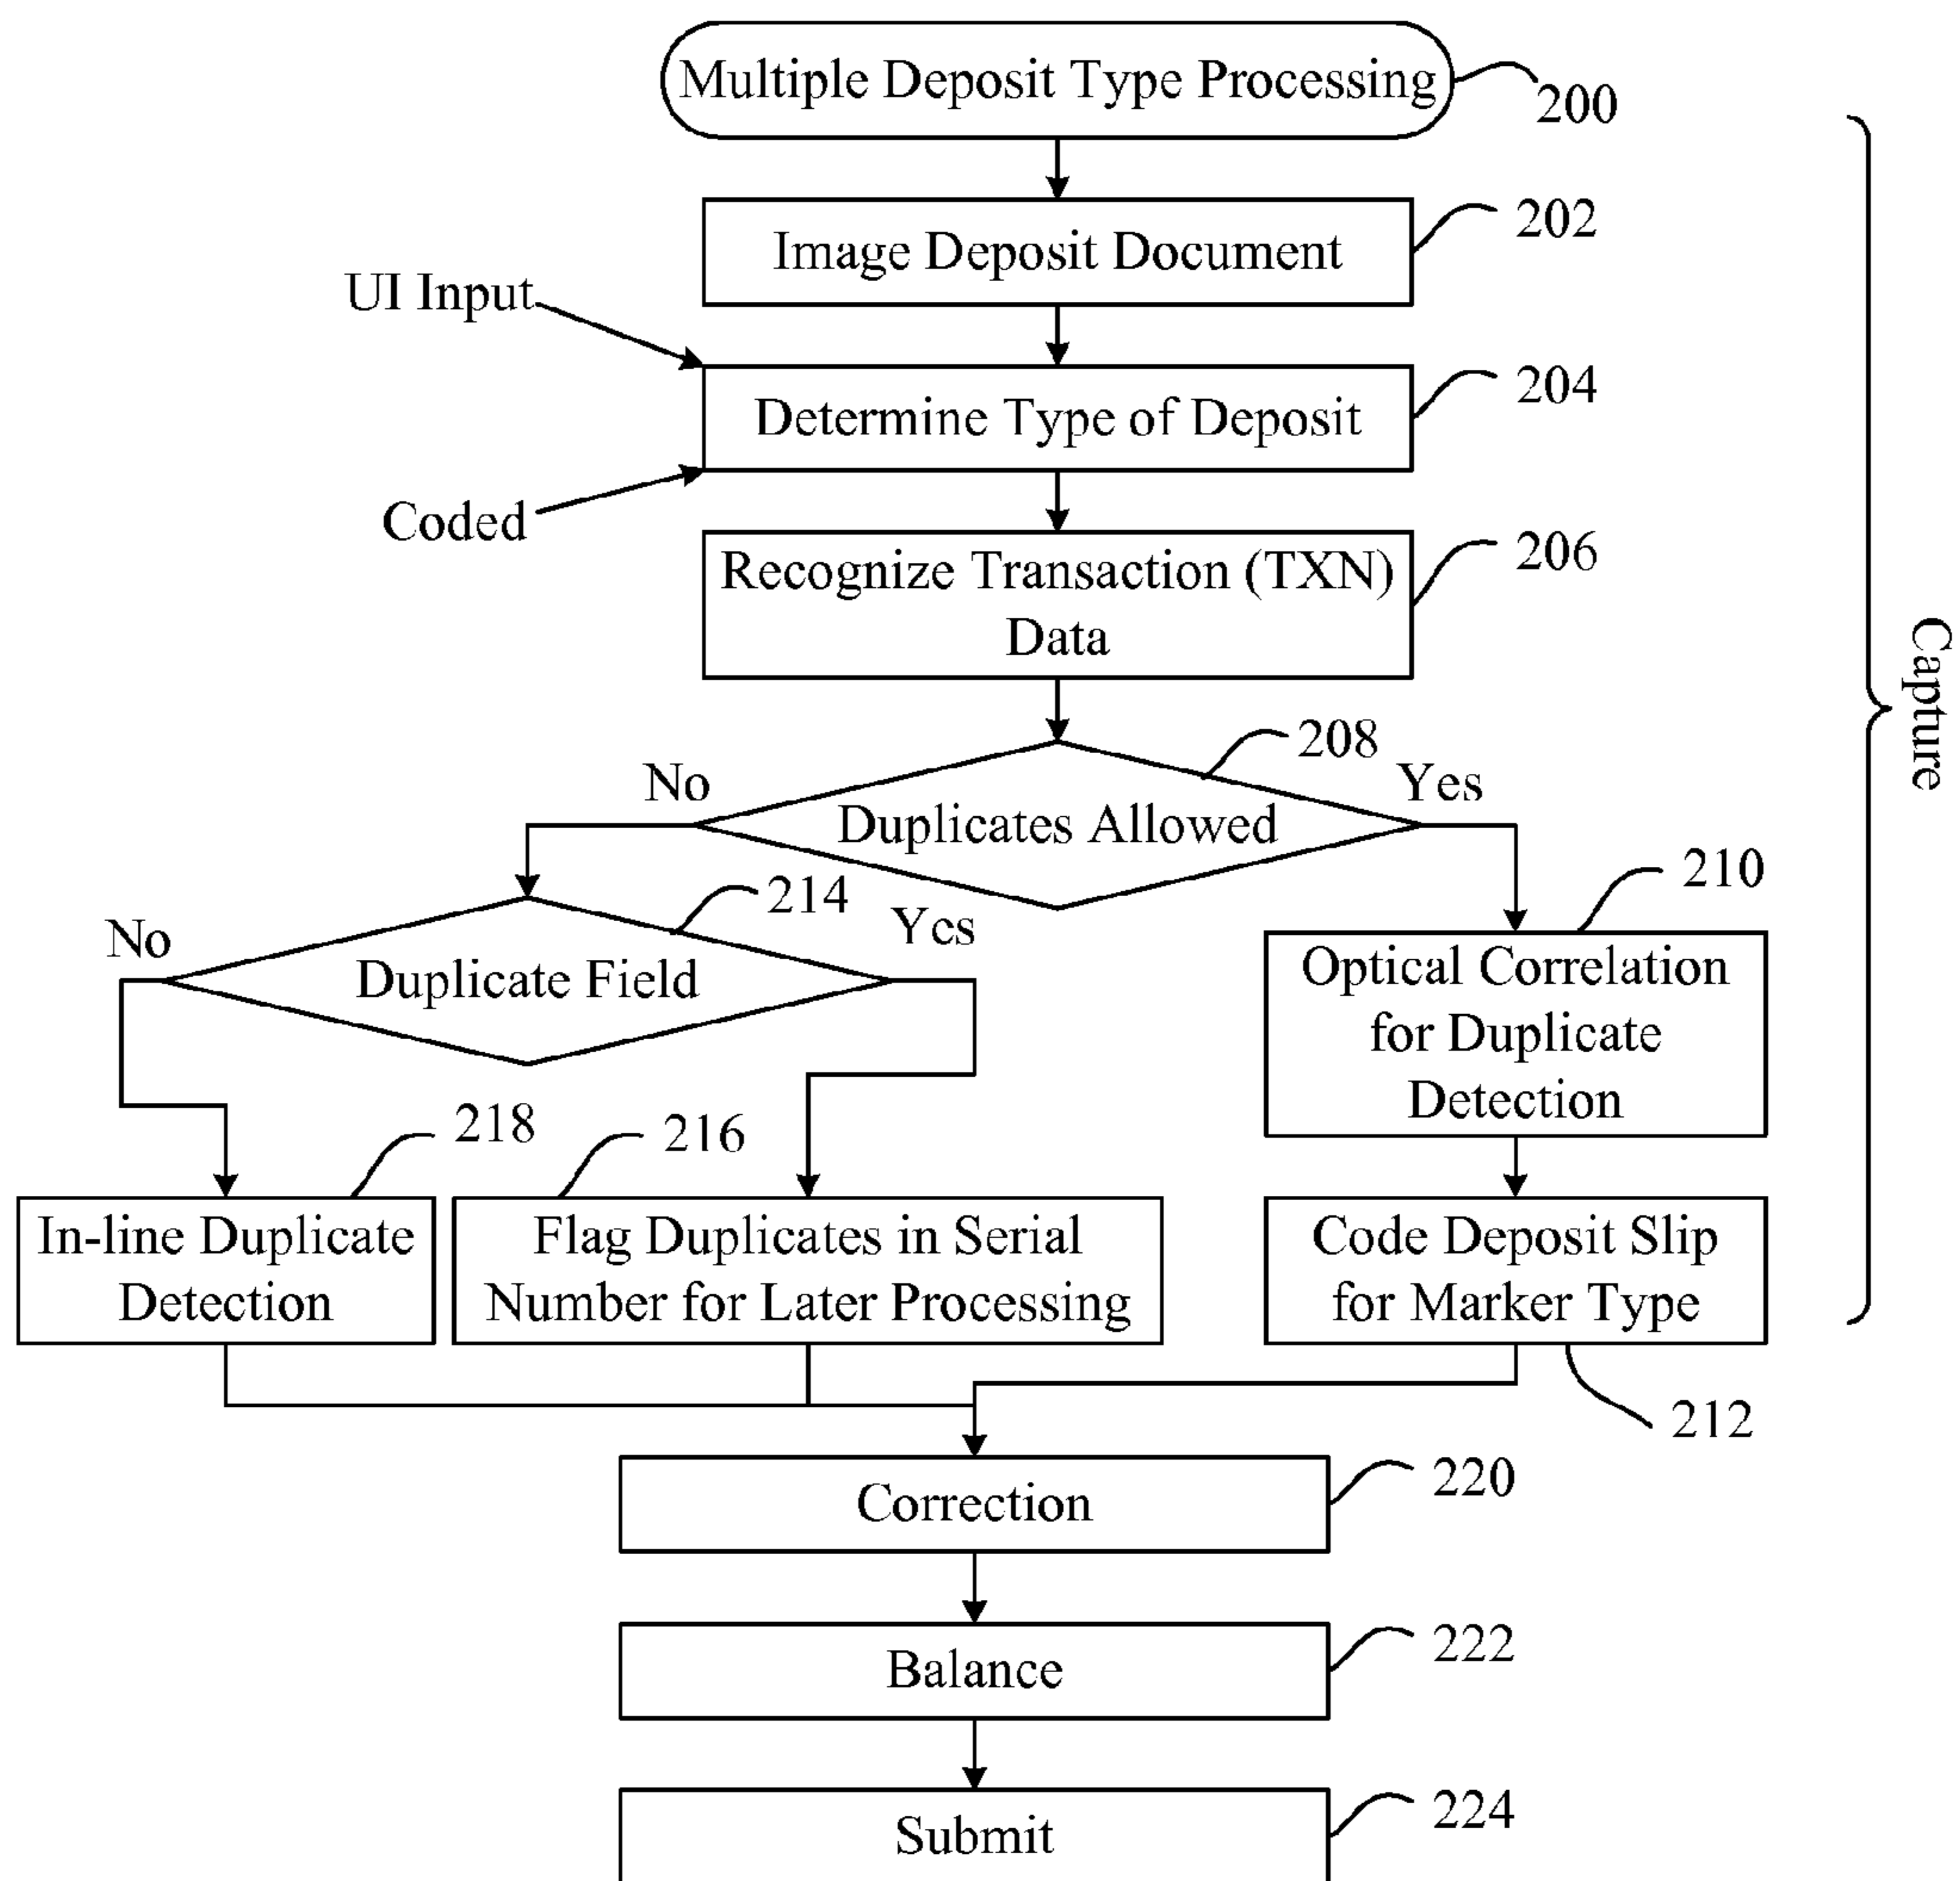 Multiple Deposit Type Processing
200
Image Deposit Document
202
UI Input
Determine Type of Deposit
204
Coded
Recognize Transaction (TXN)
Data
206
Capture
208
No
Yes
Duplicates Allowed
214
No
Ycs
Duplicate Field
210
Optical Correlation
for Duplicate
Detection
218
In-line Duplicate
Detection
216
Flag Duplicates in Serial
Number for Later Processing
Code Deposit Slip
for Marker Type
212
Correction
220
Balance
222
Submit
224